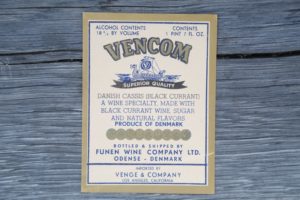 ALCOHOL CONTENTS
18% BY VOLUME
CONTENTS
1 PINT 7 FL. OZ.
VENCOM
SUPERIOR QUALITY
DANISH CASSIS (BLACK CURRANT)
A WINE SPECIALTY, MADE WITH
BLACK CURRANT WINE, SUGAR
AND NATURAL FLAVORS
PRODUCE OF DENMARK
BOTTLED & SHIPPED BY
FUNEN WINE COMPANY LTD.
ODENSE - DENMARK
IMPORTED BY
VENGE & COMPANY
LOS ANGELES, CALIFORNIA